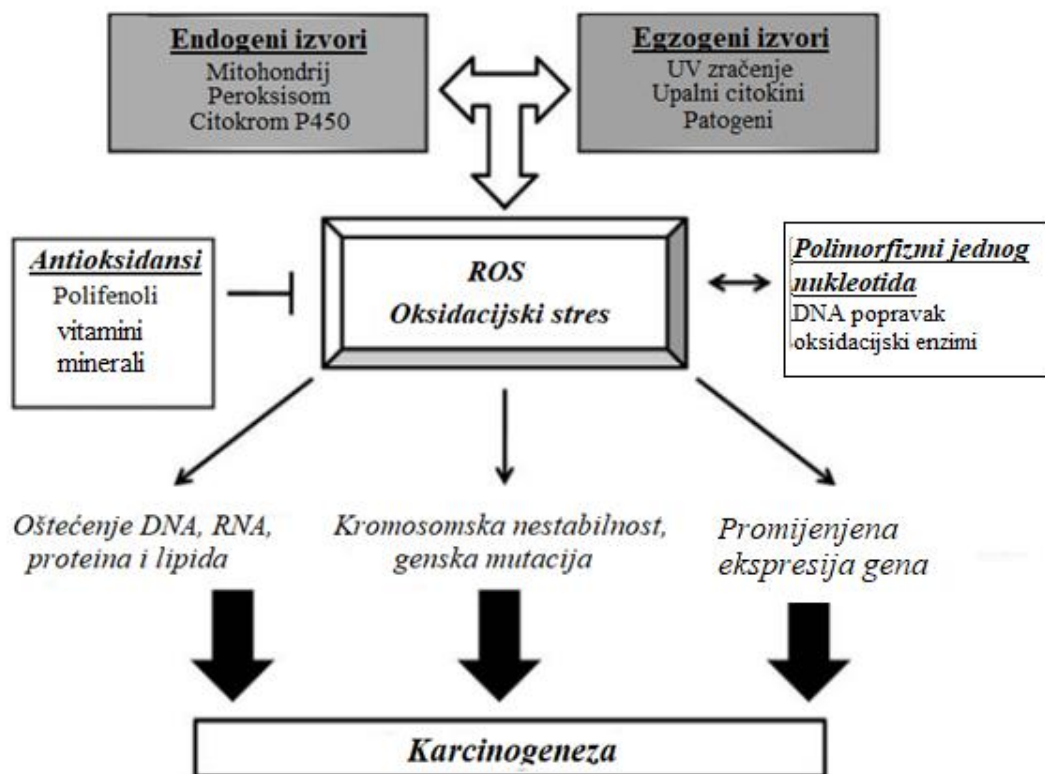 Endogeni izvori
Mitohondrij
Peroksisom
Citokrom P450
Egzogeni izvori
UV zračenje
Upalni citokini
Patogeni
Antioksidansi
Polifenoli
vitamini
minerali
ROS
Oksidacijski stres
Polimorfizmi jednog
nukleotida
DNA popravak
oksidacijski enzimi
Oštećenje DNA, RNA,
proteina i lipida
Kromosomska nestabilnost,
genska mutacija
Promijenjena
ekspresija gena
Karcinogeneza